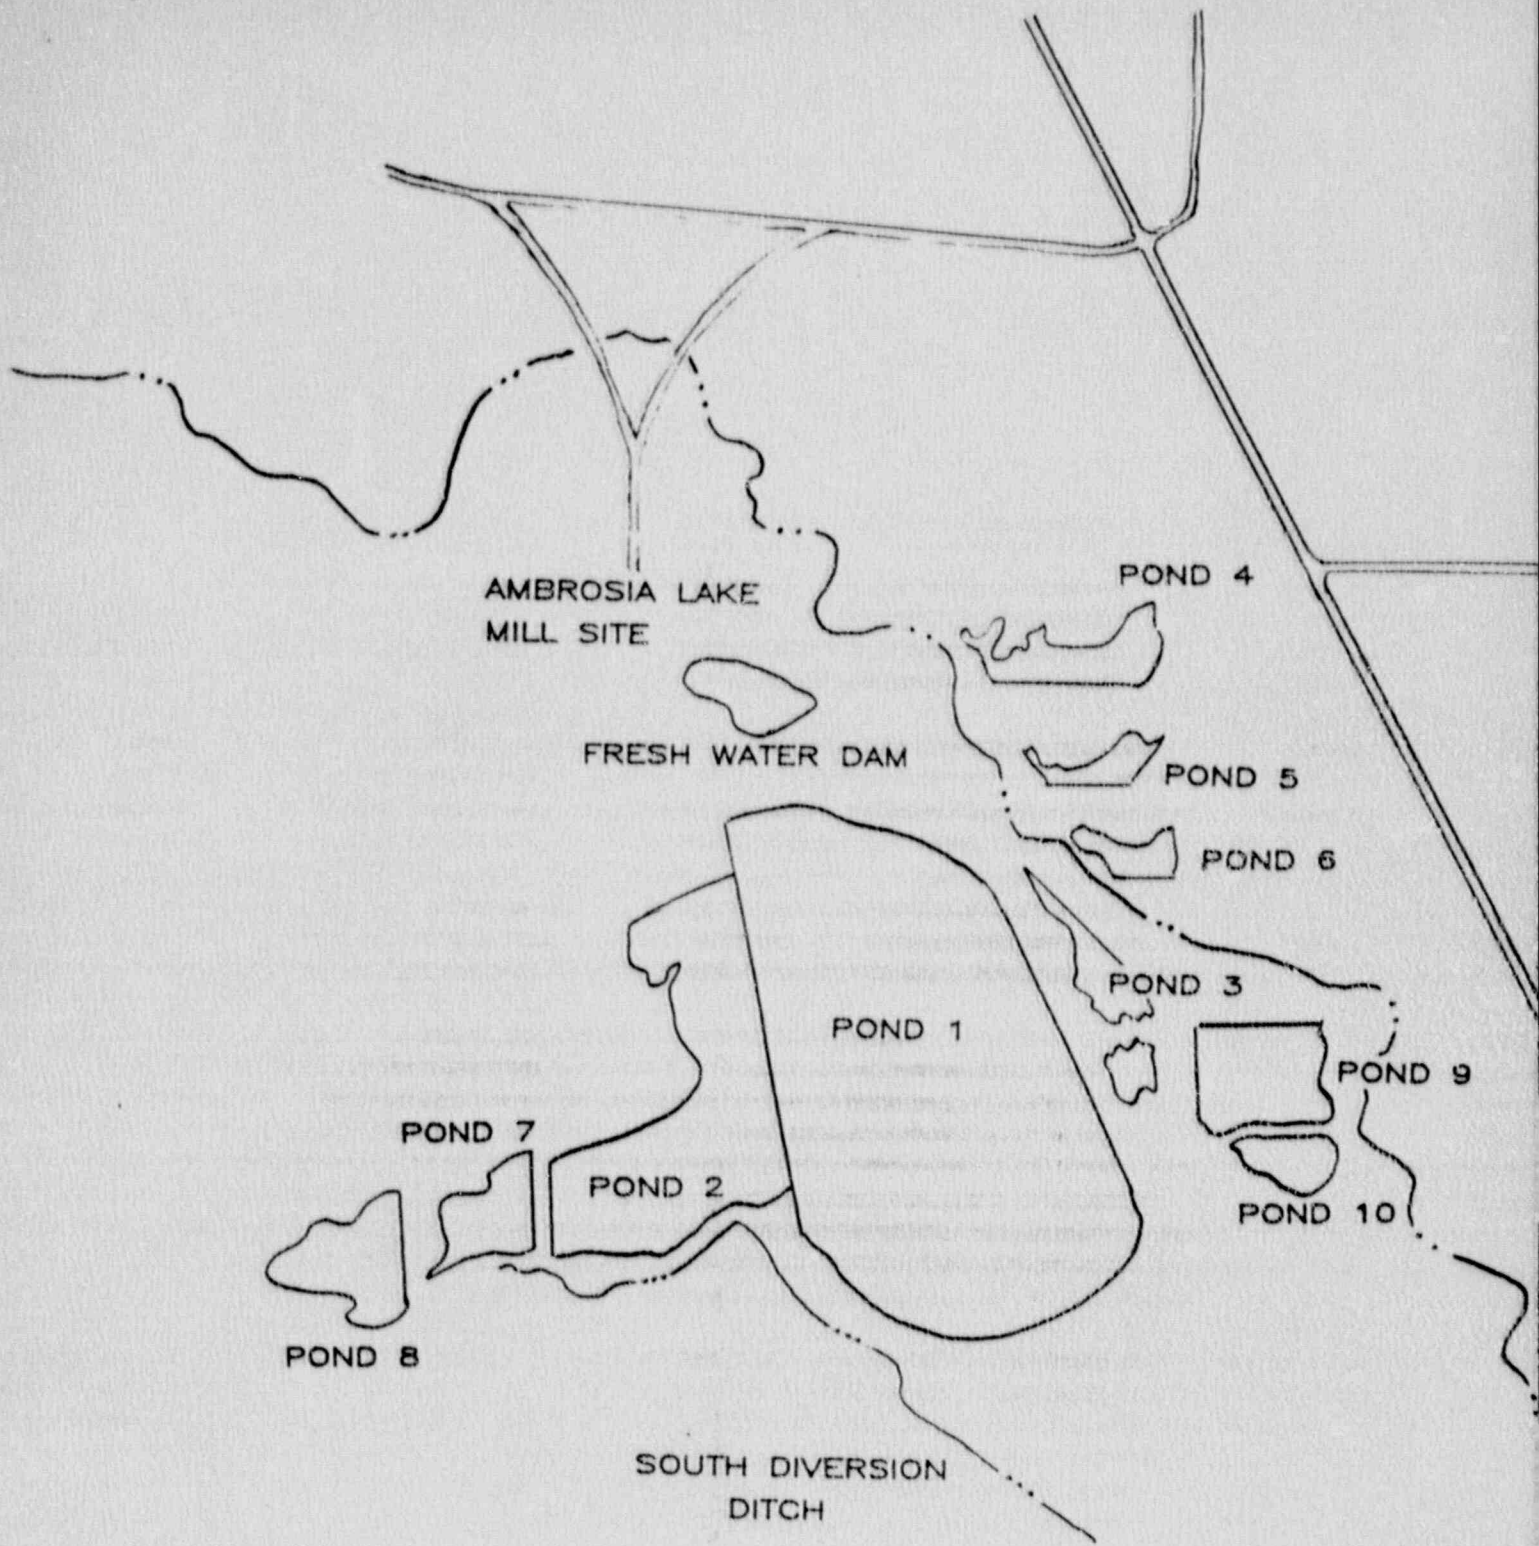 POND 4
AMBROSIA LAKE
MILL SITE
FRESH WATER DAM
POND 5
POND 6
POND 3
POND 1
POND 9
POND 7
POND 2
POND 10
POND 8
SOUTH DIVERSION
DITCH